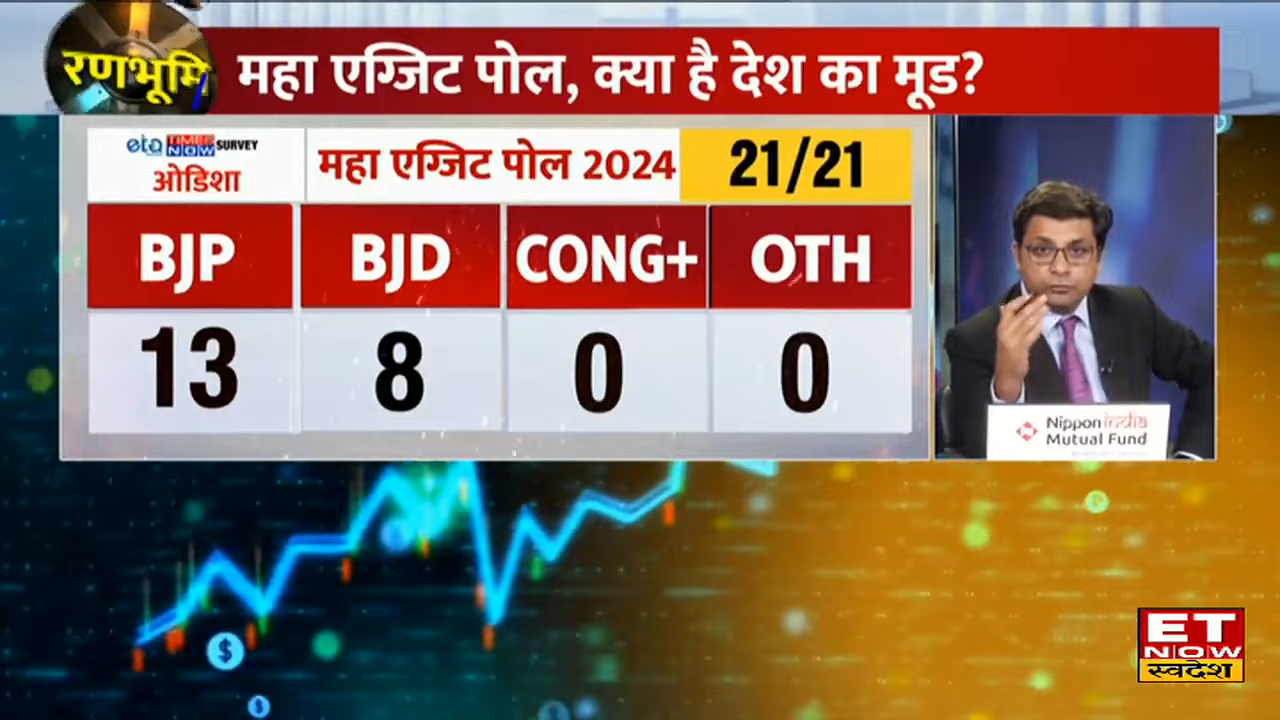 रणभूमि
महा एग्जिट पोल, क्या है देश का मूड?
eta TIMES NOW SURVEY
ओडिशा
महा एग्जिट पोल 2024
21/21
BJP BJD CONG+ OTH
13 8 0 0
Nippon india
Mutual Fund
ET
NOW
स्वदेश